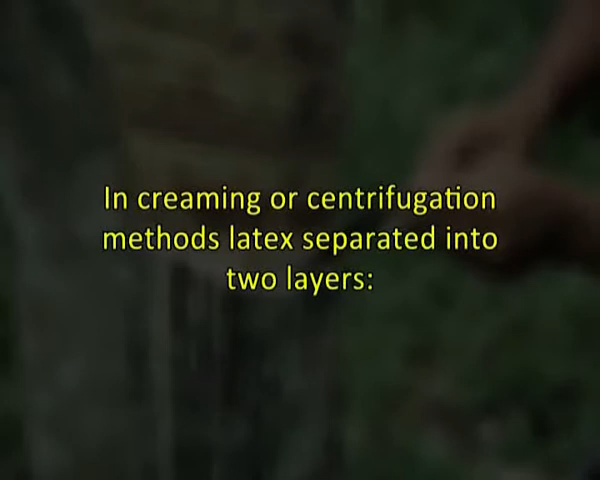 In creaming or centrifugation
methods latex separated into
two layers: